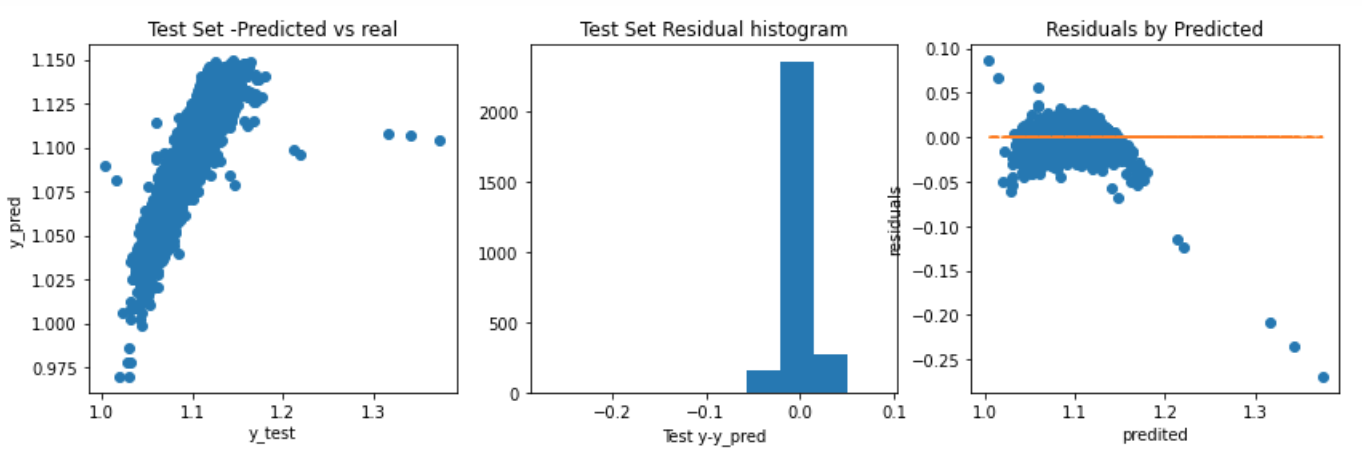 Test Set -Predicted vs real
1.150
1.125
1.100
1.075
1.050
1.025
1.000
0.975
y_pred
1.0 1.1 1.2 1.3
y_test
Test Set Residual histogram
2000
1500
1000
500
0
−0.2 −0.1 0.0 0.1
Test y-y_pred
Residuals by Predicted
0.10
0.05
0.00
−0.05
−0.10
−0.15
−0.20
−0.25
residuals
1.0 1.1 1.2 1.3
predited